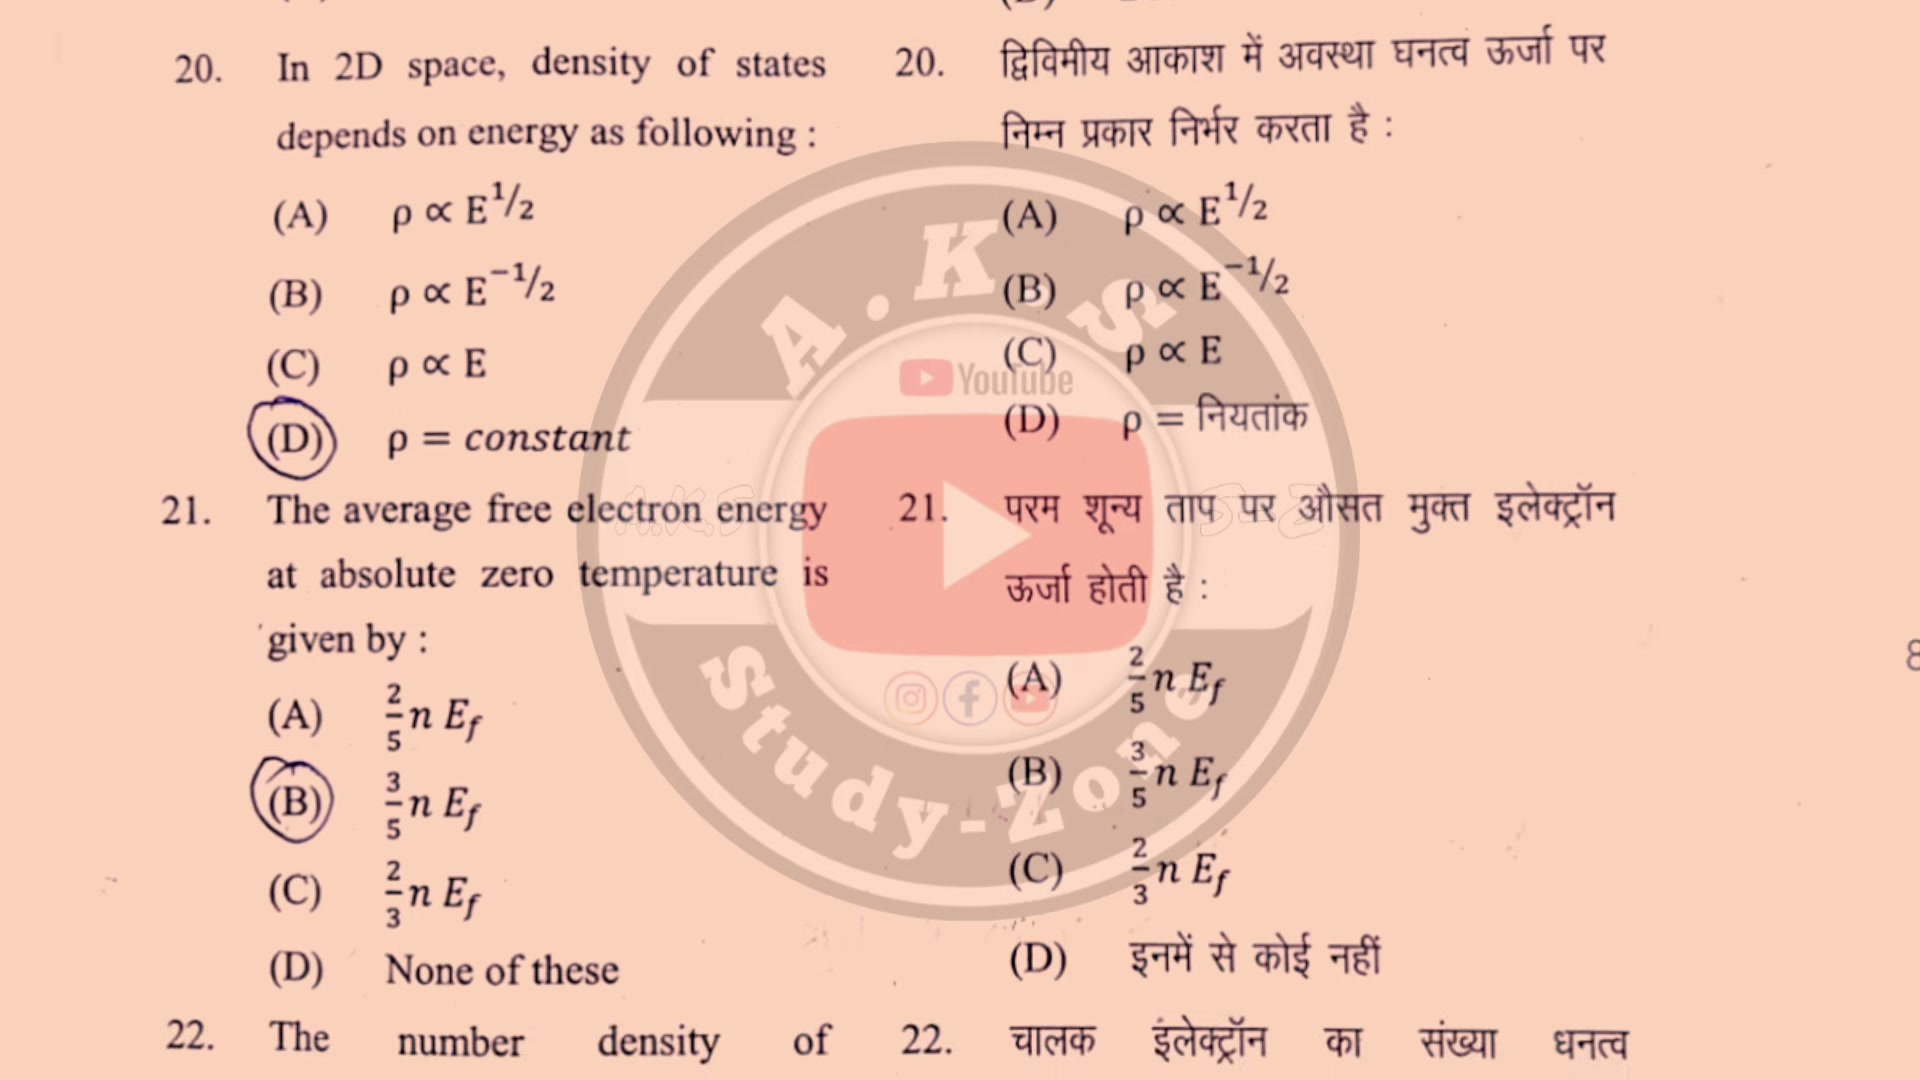 20. In 2D space, density of states
depends on energy as following :
(A) ρ ∝ E^1/2
(B) ρ ∝ E^−1/2
(C) ρ ∝ E
(D) ρ = constant
21. The average free electron energy
at absolute zero temperature is
given by :
(A) 2/5 n E_f
(B) 3/5 n E_f
(C) 2/3 n E_f
(D) None of these
22. The number density of
20. द्विविमीय आकाश में अवस्था घनत्व ऊर्जा पर
निम्न प्रकार निर्भर करता है :
(A) ρ ∝ E^1/2
(B) ρ ∝ E^−1/2
(C) ρ ∝ E
(D) ρ = नियतांक
21. परम शून्य ताप पर औसत मुक्त इलेक्ट्रॉन
ऊर्जा होती है :
(A) 2/5 n E_f
(B) 3/5 n E_f
(C) 2/3 n E_f
(D) इनमें से कोई नहीं
22. चालक इलेक्ट्रॉन का संख्या धनत्व
8
A.K.S
YouTube
Study-Zone